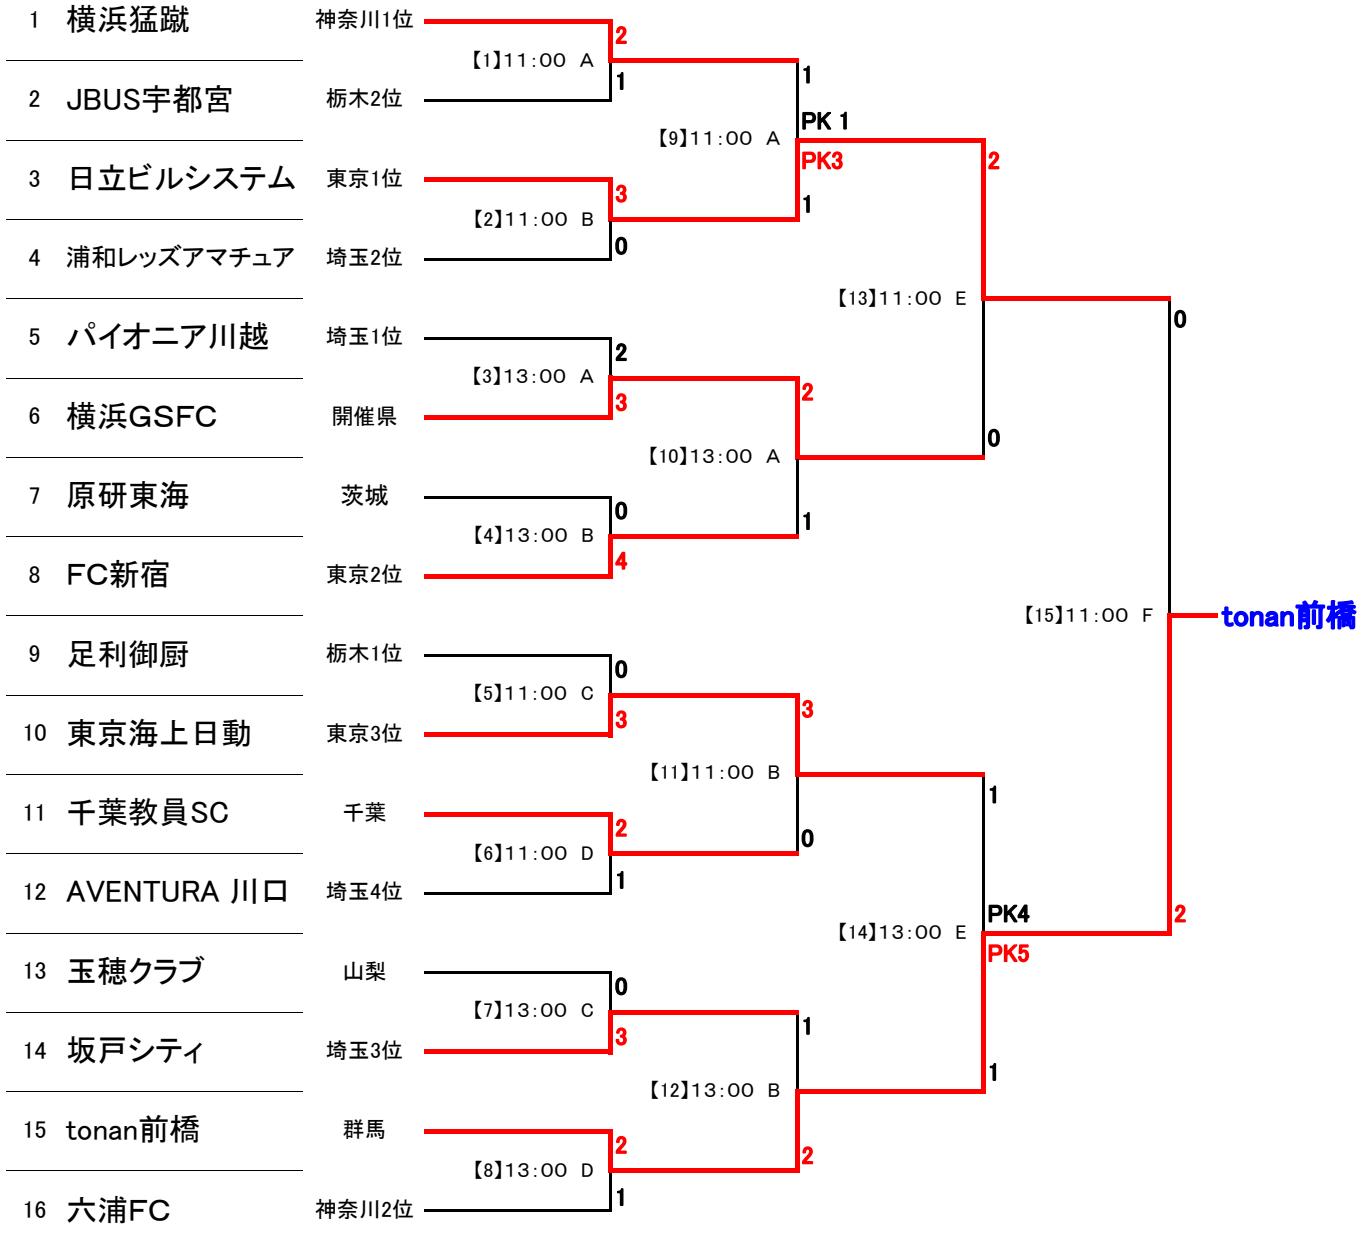 1 横浜猛蹴 神奈川1位
2
【1】11:00 A
1
1
2 JBUS宇都宮 栃木2位
PK 1
【9】11:00 A
PK3
2
3 日立ビルシステム 東京1位
3
1
【2】11:00 B
0
4 浦和レッズアマチュア 埼玉2位
【13】11:00 E
0
5 パイオニア川越 埼玉1位
2
【3】13:00 A
2
3
6 横浜GSFC 開催県
0
【10】13:00 A
7 原研東海 茨城
0
1
【4】13:00 B
4
8 FC新宿 東京2位
【15】11:00 F
tonan前橋
9 足利御厨 栃木1位
0
【5】11:00 C
3
3
10 東京海上日動 東京3位
【11】11:00 B
1
11 千葉教員SC 千葉
2
0
【6】11:00 D
1
12 AVENTURA 川口 埼玉4位
PK4
2
【14】13:00 E
PK5
13 玉穂クラブ 山梨
0
【7】13:00 C
1
3
14 坂戸シティ 埼玉3位
1
【12】13:00 B
15 tonan前橋 群馬
2
2
【8】13:00 D
1
16 六浦FC 神奈川2位